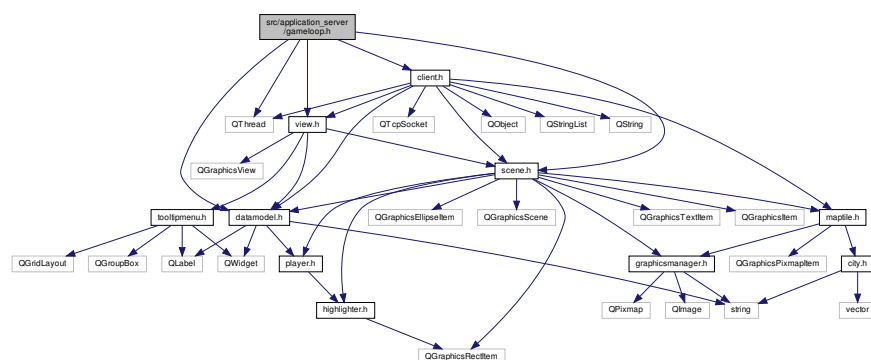 src/application_server
/gameloop.h
client.h
QThread
view.h
QTcpSocket
QObject
QStringList
QString
QGraphicsView
scene.h
tooltipmenu.h
datamodel.h
QGraphicsEllipseItem
QGraphicsScene
QGraphicsTextItem
QGraphicsItem
maptile.h
QGridLayout
QGroupBox
QLabel
QWidget
player.h
graphicsmanager.h
QGraphicsPixmapItem
city.h
highlighter.h
QPixmap
QImage
string
vector
QGraphicsRectItem